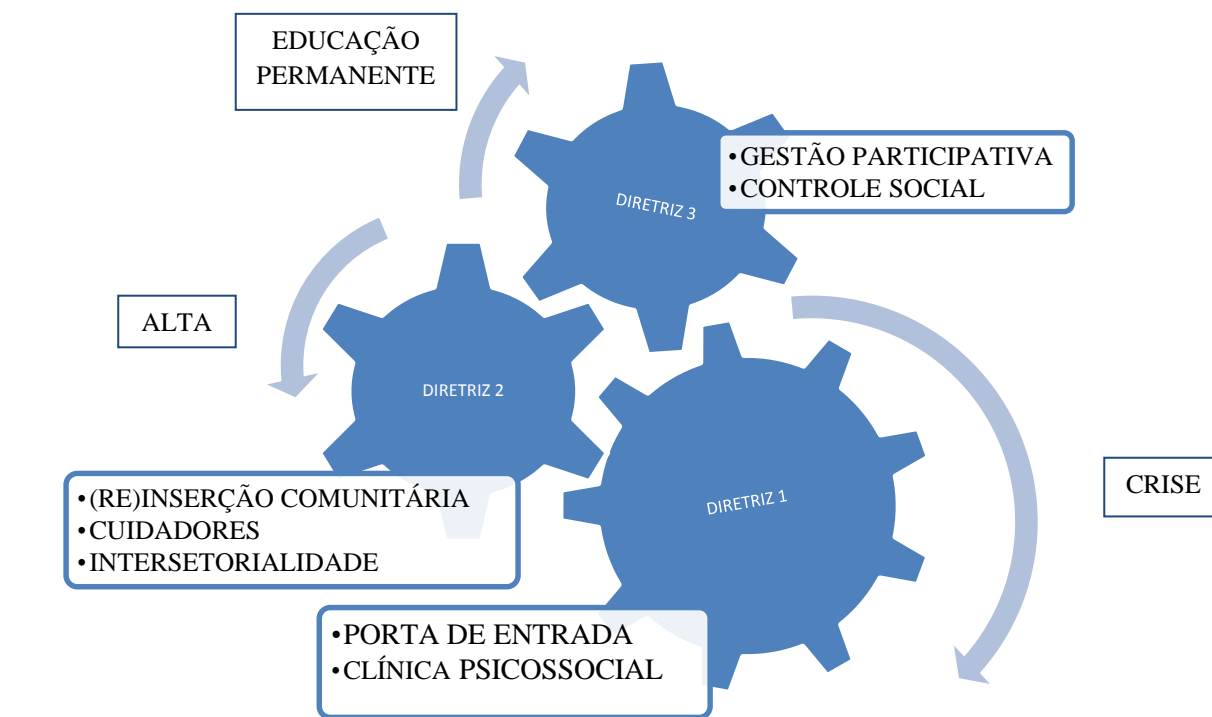 EDUCAÇÃO
PERMANENTE
•GESTÃO PARTICIPATIVA
•CONTROLE SOCIAL
DIRETRIZ 3
ALTA
DIRETRIZ 2
•(RE)INSERÇÃO COMUNITÁRIA
•CUIDADORES
•INTERSETORIALIDADE
DIRETRIZ 1
CRISE
•PORTA DE ENTRADA
•CLÍNICA PSICOSSOCIAL